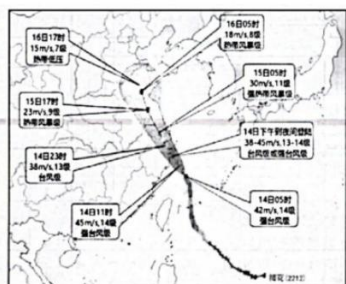 16日17时
15m/s,7级
热带低压
16日05时
18m/s,8级
热带风暴级
15日05时
30m/s,11级
强热带风暴级
15日17时
23m/s,9级
热带风暴级
14日下午到夜间登陆
38-45m/s,13-14级
台风级或强台风级
14日23时
38m/s,13级
台风级
14日05时
42m/s,14级
强台风级
14日11时
45m/s,14级
强台风级
梅花(2212)